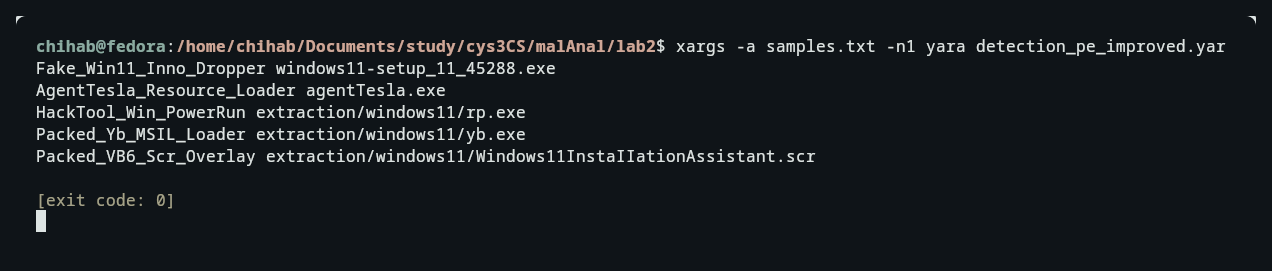 chihab@fedora:/home/chihab/Documents/study/cys3CS/malAnal/lab2$ xargs -a samples.txt -n1 yara detection_pe_improved.yar
Fake_Win11_Inno_Dropper windows11-setup_11_45288.exe
AgentTesla_Resource_Loader agentTesla.exe
HackTool_Win_PowerRun extraction/windows11/rp.exe
Packed_Yb_MSIL_Loader extraction/windows11/yb.exe
Packed_VB6_Scr_Overlay extraction/windows11/Windows11InstaIIationAssistant.scr
[exit code: 0]